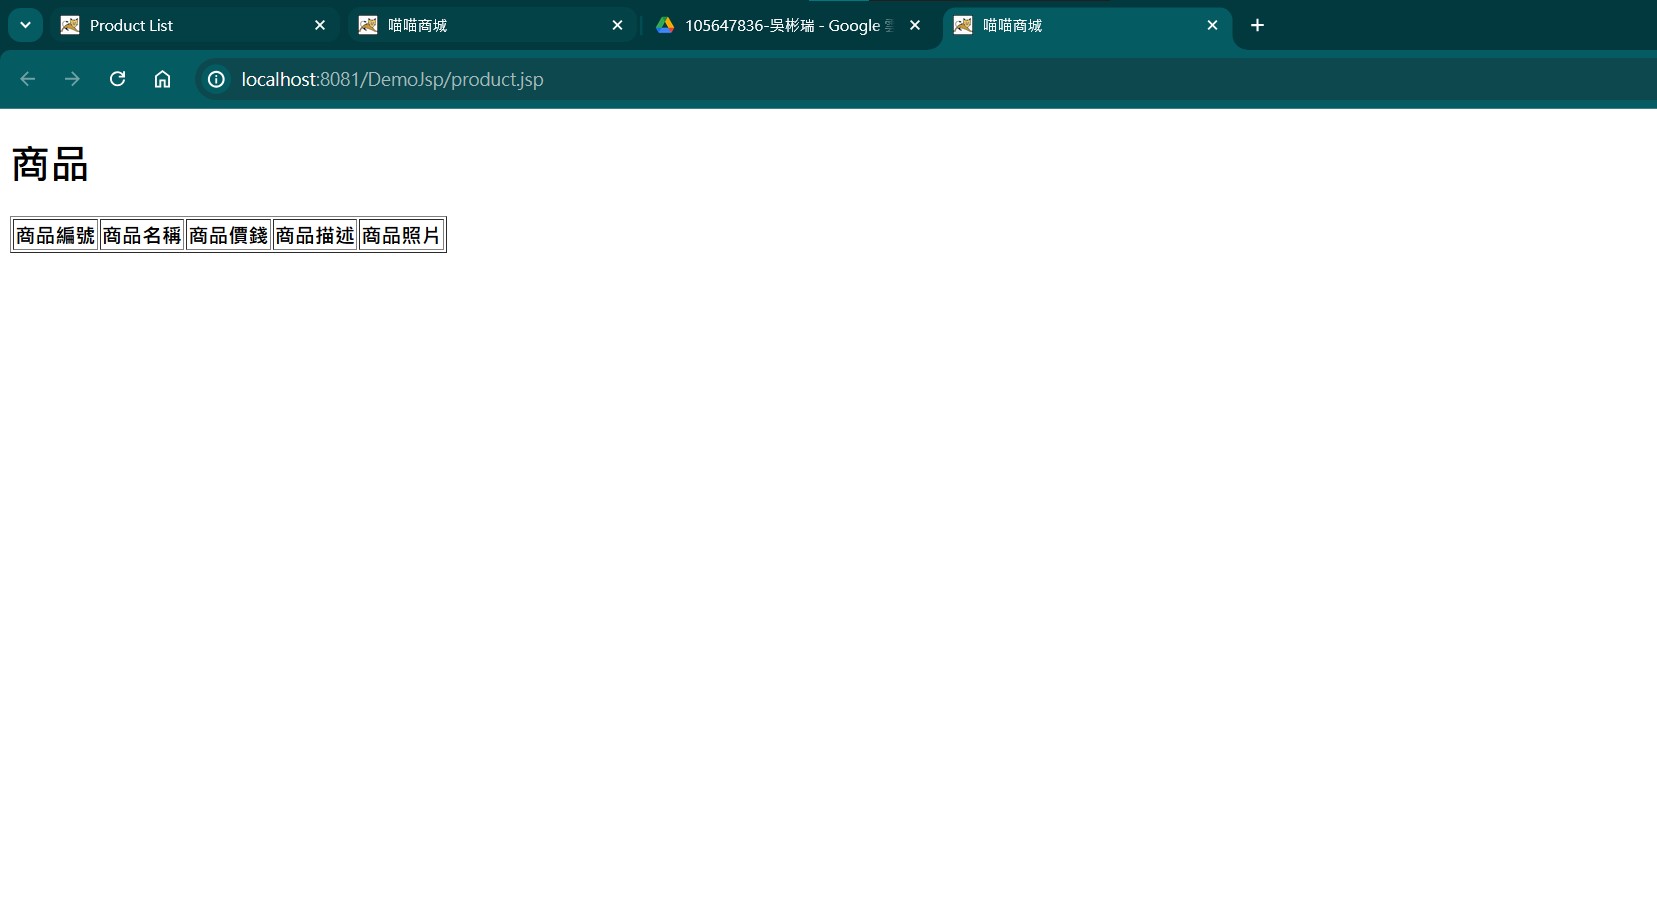 Product List
喵喵商城
105647836-吳彬瑞 - Google
喵喵商城
localhost:8081/DemoJsp/product.jsp
商品
商品編號 商品名稱 商品價錢 商品描述 商品照片